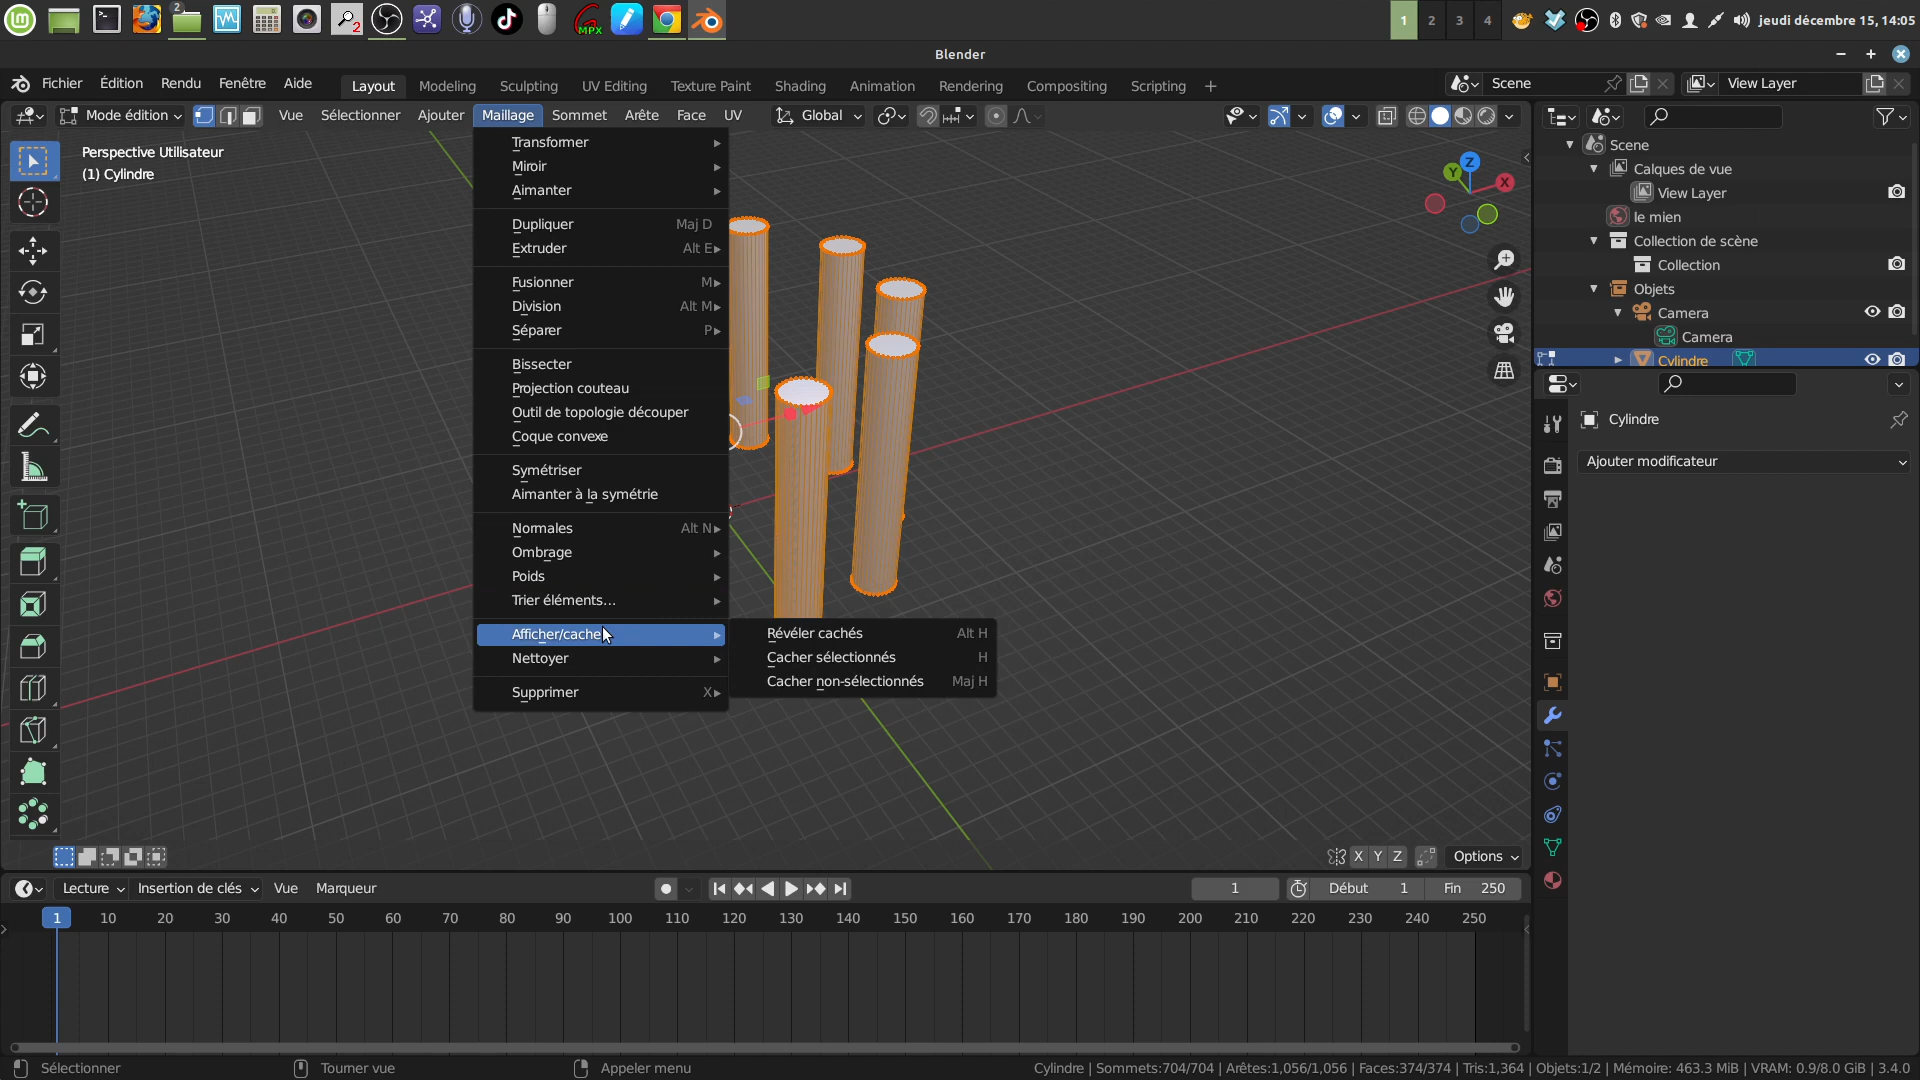 2
2
MPX
1 2 3 4
jeudi décembre 15, 14:05
Blender
Fichier Édition Rendu Fenêtre Aide
Layout Modeling Sculpting UV Editing Texture Paint Shading Animation Rendering Compositing Scripting +
Scene
View Layer
Mode édition
Vue Sélectionner Ajouter Maillage Sommet Arête Face UV
Global
Perspective Utilisateur
(1) Cylindre
Transformer
Miroir
Aimanter
Dupliquer Maj D
Extruder Alt E
Fusionner M
Division Alt M
Séparer P
Bissecter
Projection couteau
Outil de topologie découper
Coque convexe
Symétriser
Aimanter à la symétrie
Normales Alt N
Ombrage
Poids
Trier éléments...
Afficher/cache
Nettoyer
Supprimer X
Révéler cachés Alt H
Cacher sélectionnés H
Cacher non-sélectionnés Maj H
Z
Y
X
Scene
Calques de vue
View Layer
le mien
Collection de scène
Collection
Objets
Camera
Camera
Cylindre
Cylindre
Ajouter modificateur
X Y Z
Options
Lecture Insertion de clés Vue Marqueur
1
Début 1
Fin 250
1 10 20 30 40 50 60 70 80 90 100 110 120 130 140 150 160 170 180 190 200 210 220 230 240 250
Sélectionner
Tourner vue
Appeler menu
Cylindre | Sommets:704/704 | Arêtes:1,056/1,056 | Faces:374/374 | Tris:1,364 | Objets:1/2 | Mémoire: 463.3 MiB | VRAM: 0.9/8.0 GiB | 3.4.0